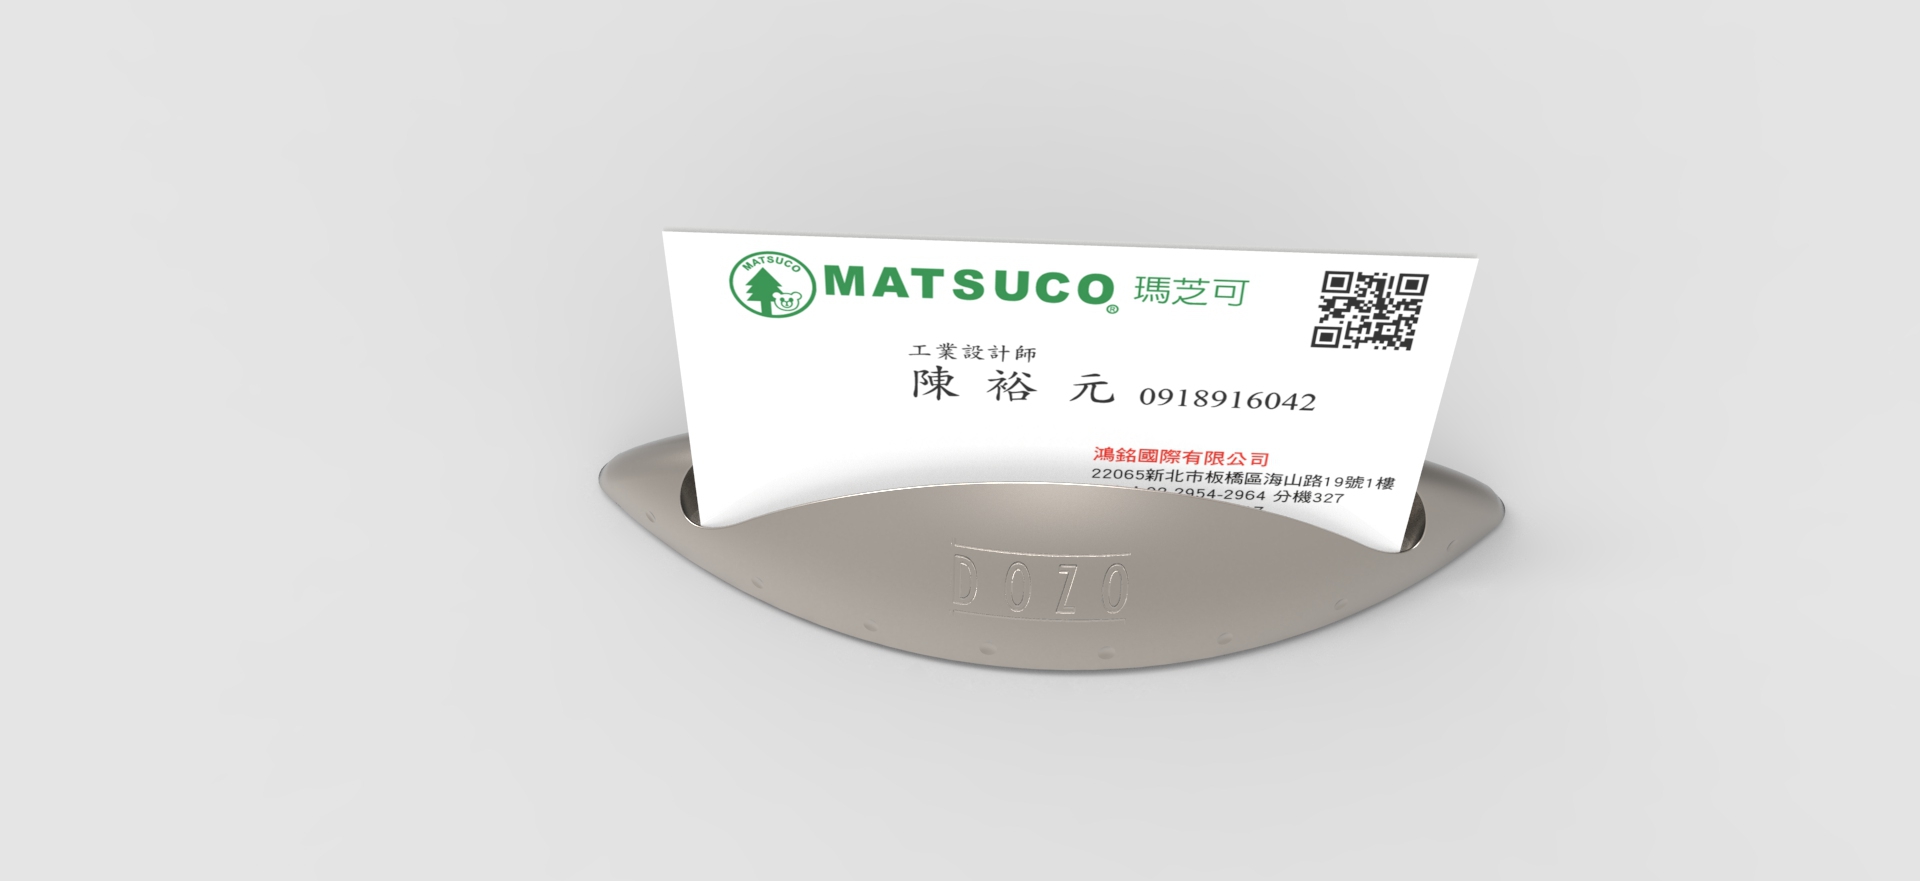 MATSUCO
MATSUCO® 瑪芝可
工業設計師
陳裕元 0918916042
鴻銘國際有限公司
22065新北市板橋區海山路19號1樓
2954-2964 分機327
DOZO